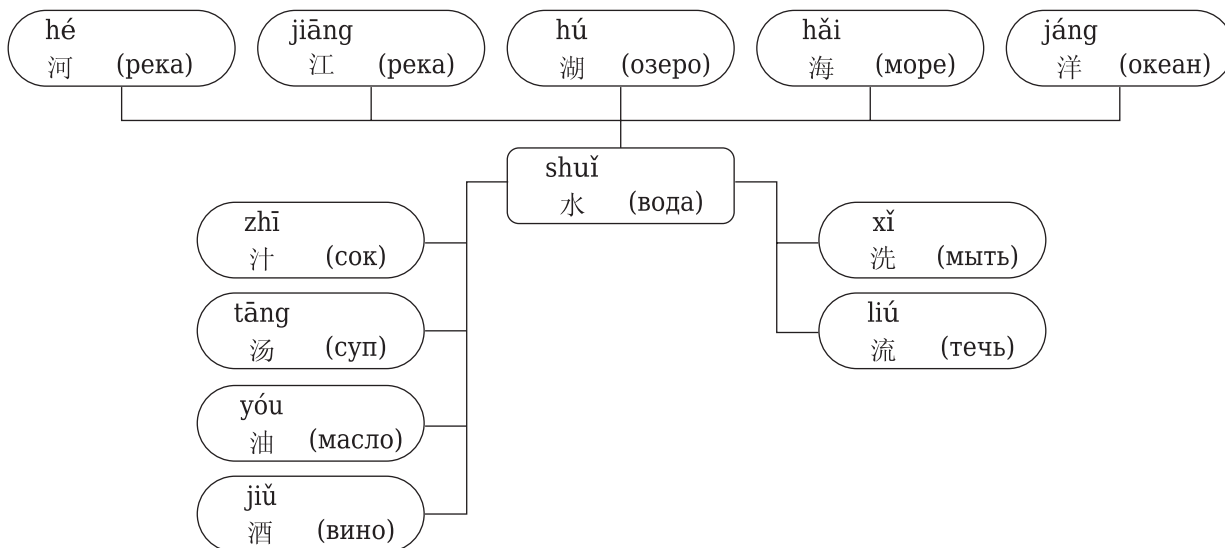 hé
河 (река)
jiāng
江 (река)
hú
湖 (озеро)
hǎi
海 (море)
jáng
洋 (океан)
shuǐ
水 (вода)
zhī
汁 (сок)
tāng
汤 (суп)
yóu
油 (масло)
jiǔ
酒 (вино)
xǐ
洗 (мыть)
liú
流 (течь)